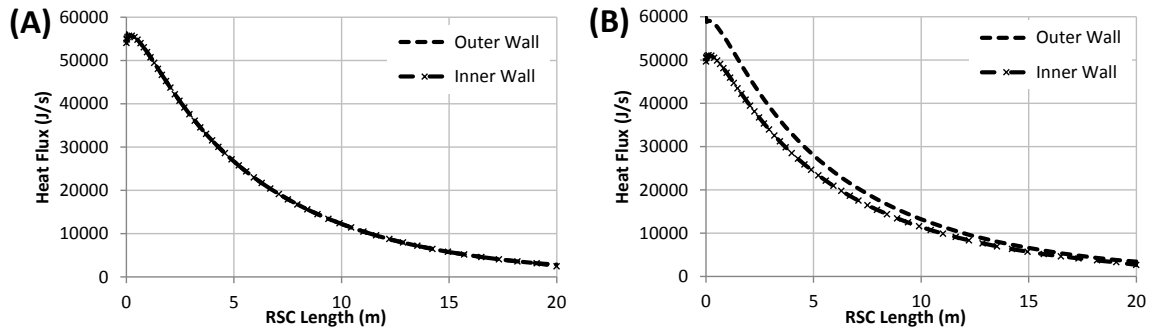 (A)
Heat Flux (J/s)
60000
50000
40000
30000
20000
10000
0
Outer Wall
Inner Wall
0 5 10 15 20
RSC Length (m)
(B)
Heat Flux (J/s)
60000
50000
40000
30000
20000
10000
0
Outer Wall
Inner Wall
0 5 10 15 20
RSC Length (m)